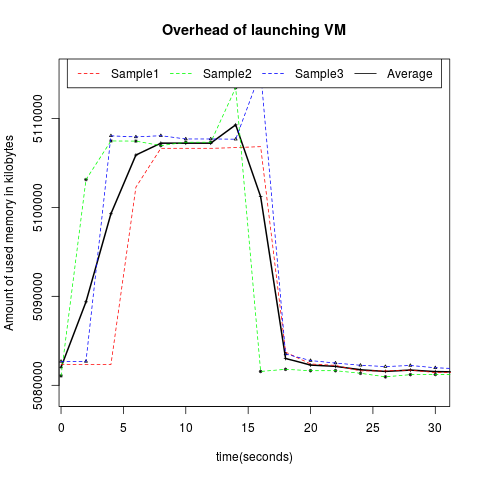 Overhead of launching VM
Sample1 Sample2 Sample3 Average
Amount of used memory in kilobytes
5110000
5100000
5090000
5080000
0 5 10 15 20 25 30
time(seconds)